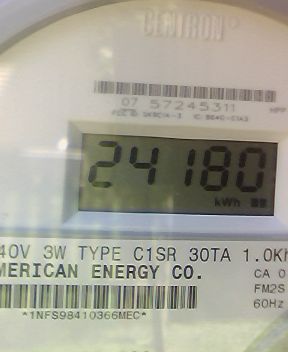 CENTRON
07 57245311
24180
kWh
40V 3W TYPE C1SR 30TA 1.0Kh
MERICAN ENERGY CO.
CA 0
FM2S
60Hz
*1NFS98410366MEC*